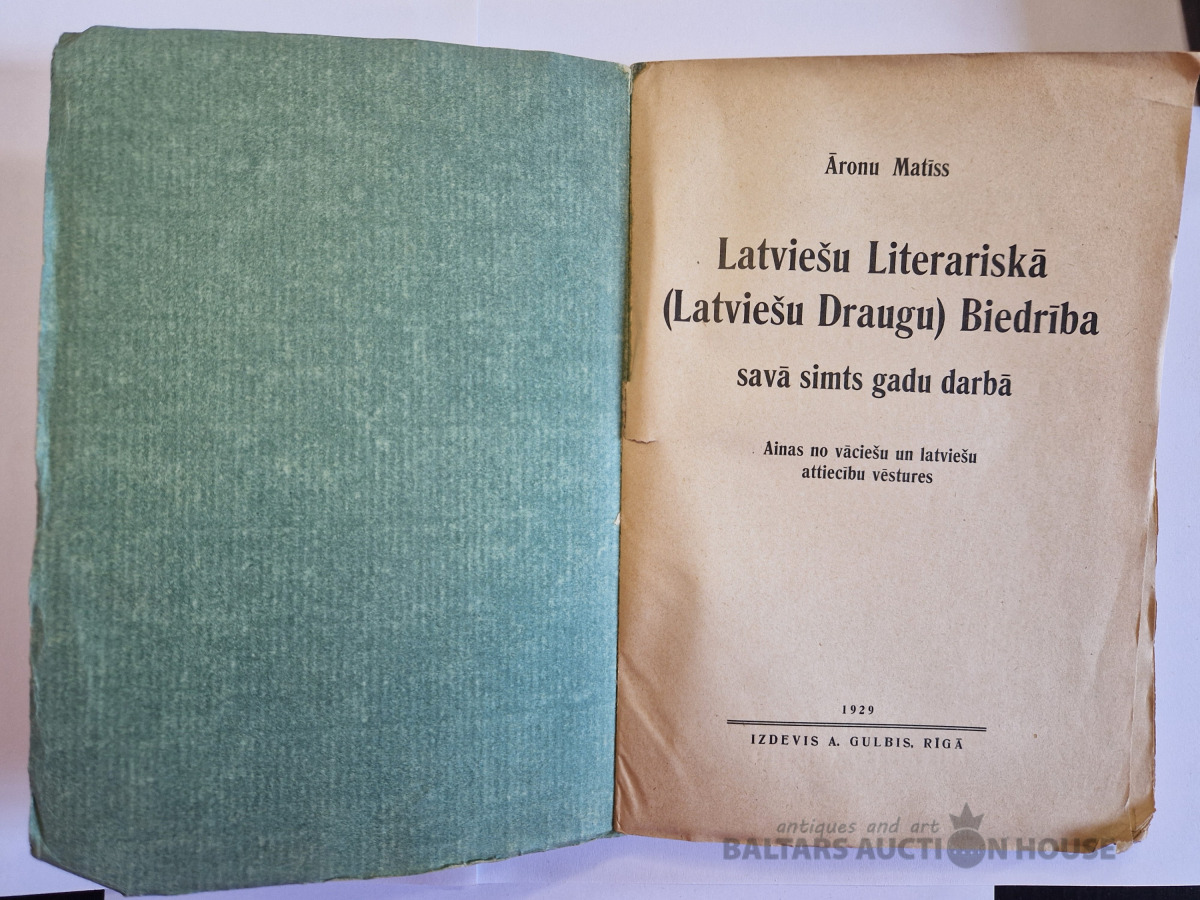 Āronu Matīss
Latviešu Literariskā
(Latviešu Draugu) Biedrība
savā simts gadu darbā
Ainas no vāciešu un latviešu
attiecību vēstures
1929
IZDEVIS A. GULBIS, RĪGĀ
antiques and art
BALTARS AUCTION HOUSE